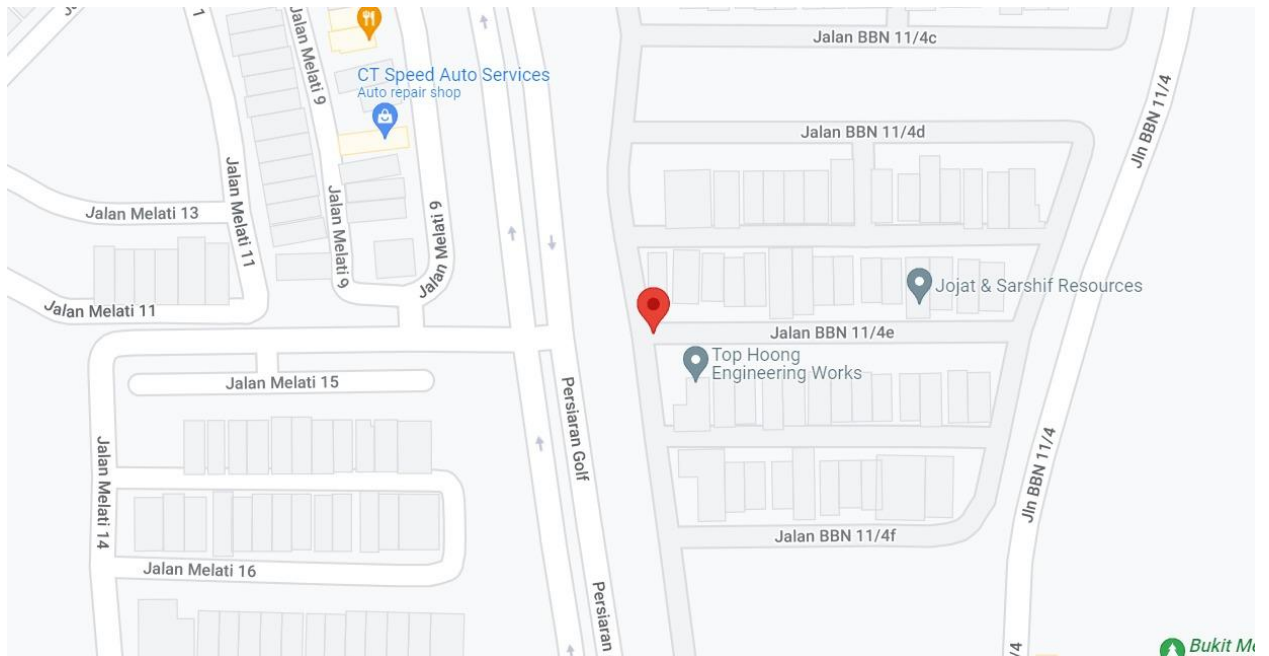 Jalan BBN 11/4c
Jalan Melati 9
CT Speed Auto Services
Auto repair shop
Jln BBN 11/4
Jalan BBN 11/4d
Jalan Melati 13
Jalan Melati 11
Jalan Melati 9
Jalan Melati 9
Jalan Melati 11
Jojat & Sarshif Resources
Jalan BBN 11/4e
Top Hoong
Engineering Works
Jalan Melati 15
Persiaran Golf
Jalan Melati 14
Jln BBN 11/4
Jalan BBN 11/4f
Jalan Melati 16
Persiaran
Bukit Me